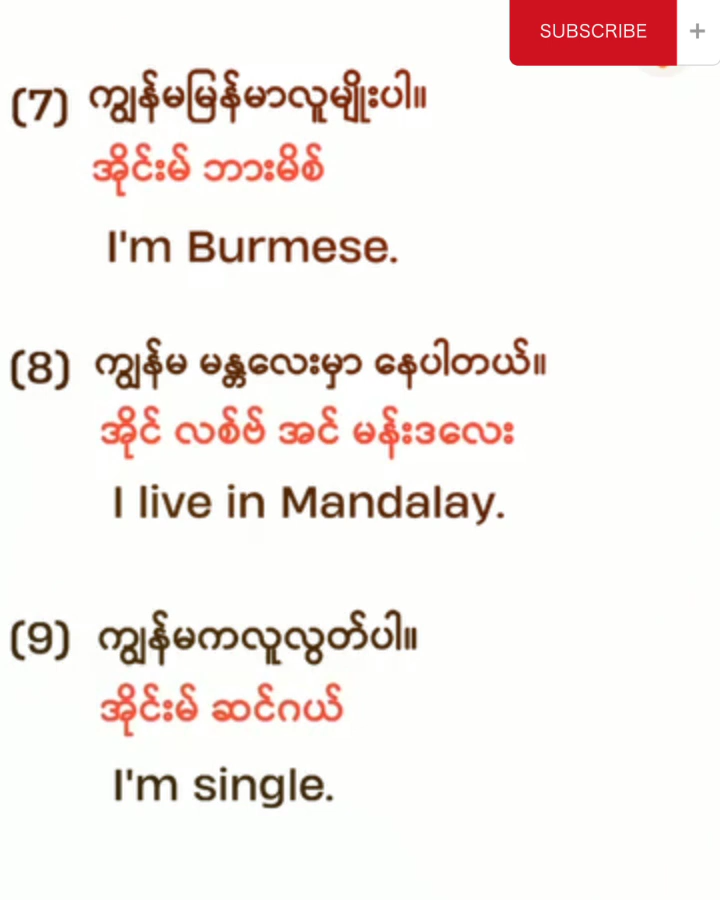 SUBSCRIBE +
(7) ကျွန်မမြန်မာလူမျိုးပါ။
အိုင်းမ် ဘားမိစ်
I'm Burmese.
(8) ကျွန်မ မန္တလေးမှာ နေပါတယ်။
အိုင် လစ်ဗ် အင် မန်းဒလေး
I live in Mandalay.
(9) ကျွန်မကလူလွတ်ပါ။
အိုင်းမ် ဆင်ဂယ်
I'm single.